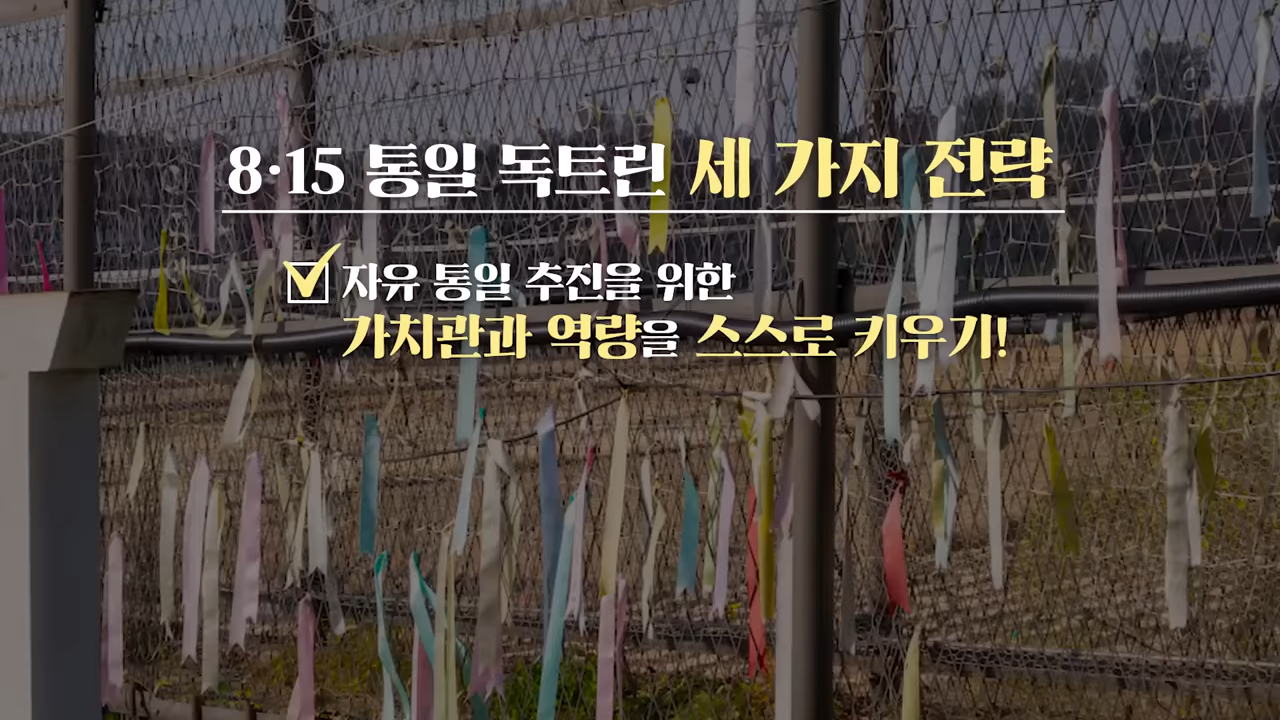 8·15 통일 독트린 세 가지 전략
자유 통일 추진을 위한
가치관과 역량을 스스로 키우기!